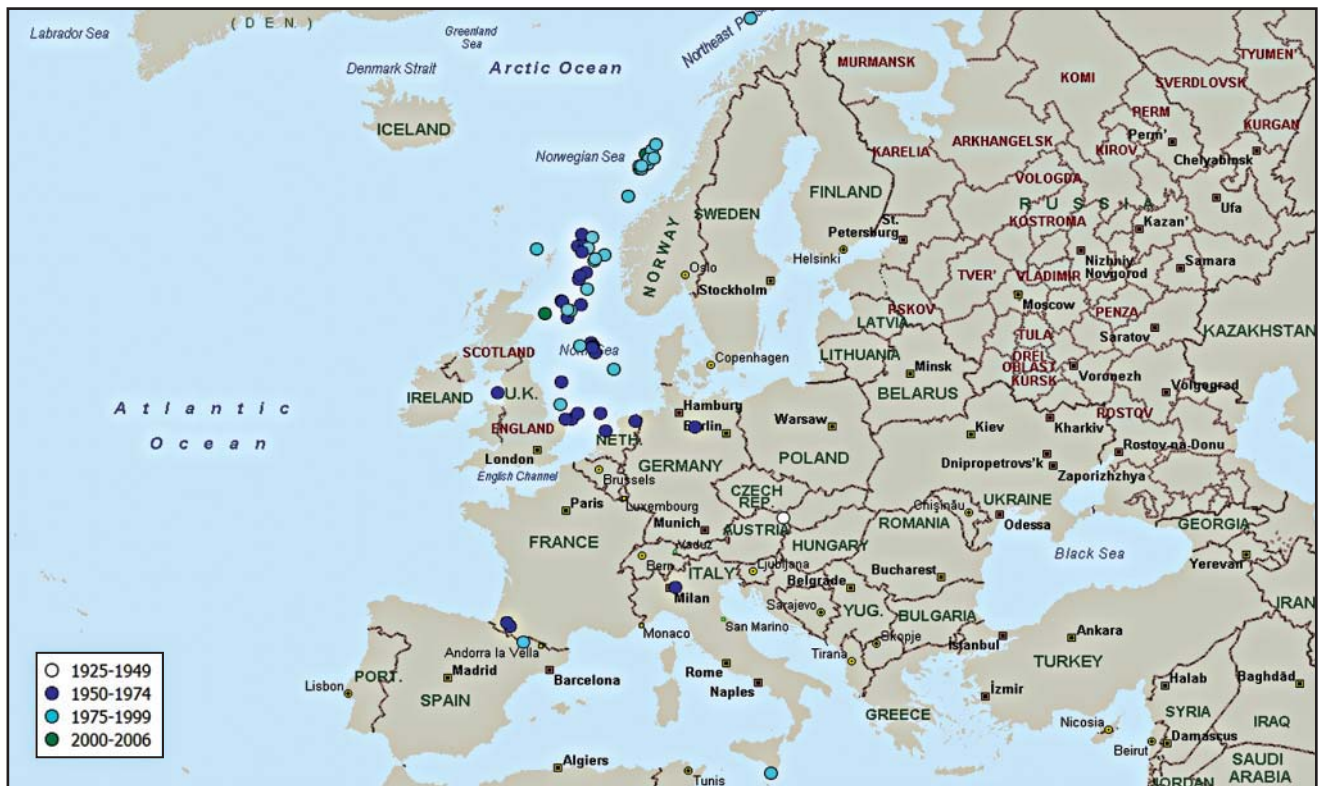 Labrador Sea
( D E N. )
Greenland
Sea
Northeast
Denmark Strait
Arctic Ocean
MURMANSK
KOMI
TYUMEN'
SVERDLOVSK
ICELAND
PERM
Perm'
KURGAN
Norwegian Sea
KARELIA
ARKHANGELSK
KIROV
Chelyabinsk
VOLOGDA
FINLAND
SWEDEN
R U S S I A
Ufa
St.
Petersburg
KOSTROMA
Kazan'
NORWAY
Helsinki
Nizhniy
Novgorod
Samara
Oslo
Stockholm
TVER'
VLADIMIR
Moscow
PSKOV
PENZA
LATVIA
KAZAKHSTAN
TULA
Saratov
SCOTLAND
North Sea
Copenhagen
LITHUANIA
Minsk
OREL
OBLAST
KURSK
Voronezh
BELARUS
Volgograd
IRELAND
U.K.
Atlantic
Ocean
Hamburg
Berlin
Warsaw
ROSTOV
Kharkiv
ENGLAND
NETH.
Kiev
Rostov-na-Donu
London
GERMANY
POLAND
Dnipropetrovs'k
Zaporizhzhya
English Channel
Brussels
CZECH
REP.
UKRAINE
Paris
Luxembourg
Chişinău
Odessa
Munich
AUSTRIA
ROMANIA
GEORGIA
FRANCE
Vaduz
HUNGARY
Black Sea
Bern
Ljubljana
Yerevan
ITALY
Belgrade
Bucharest
Milan
YUG.
IRAN
Sarajevo
BULGARIA
Monaco
San Marino
Skopje
Ankara
Andorra la Vella
Tirana
Istanbul
TURKEY
Madrid
Barcelona
Rome
Naples
PORT.
Lisbon
SPAIN
İzmir
Halab
Baghdād
GREECE
SYRIA
IRAQ
Nicosia
Beirut
Damascus
Algiers
Tunis
JORDAN
SAUDI
ARABIA
1925-1949
1950-1974
1975-1999
2000-2006